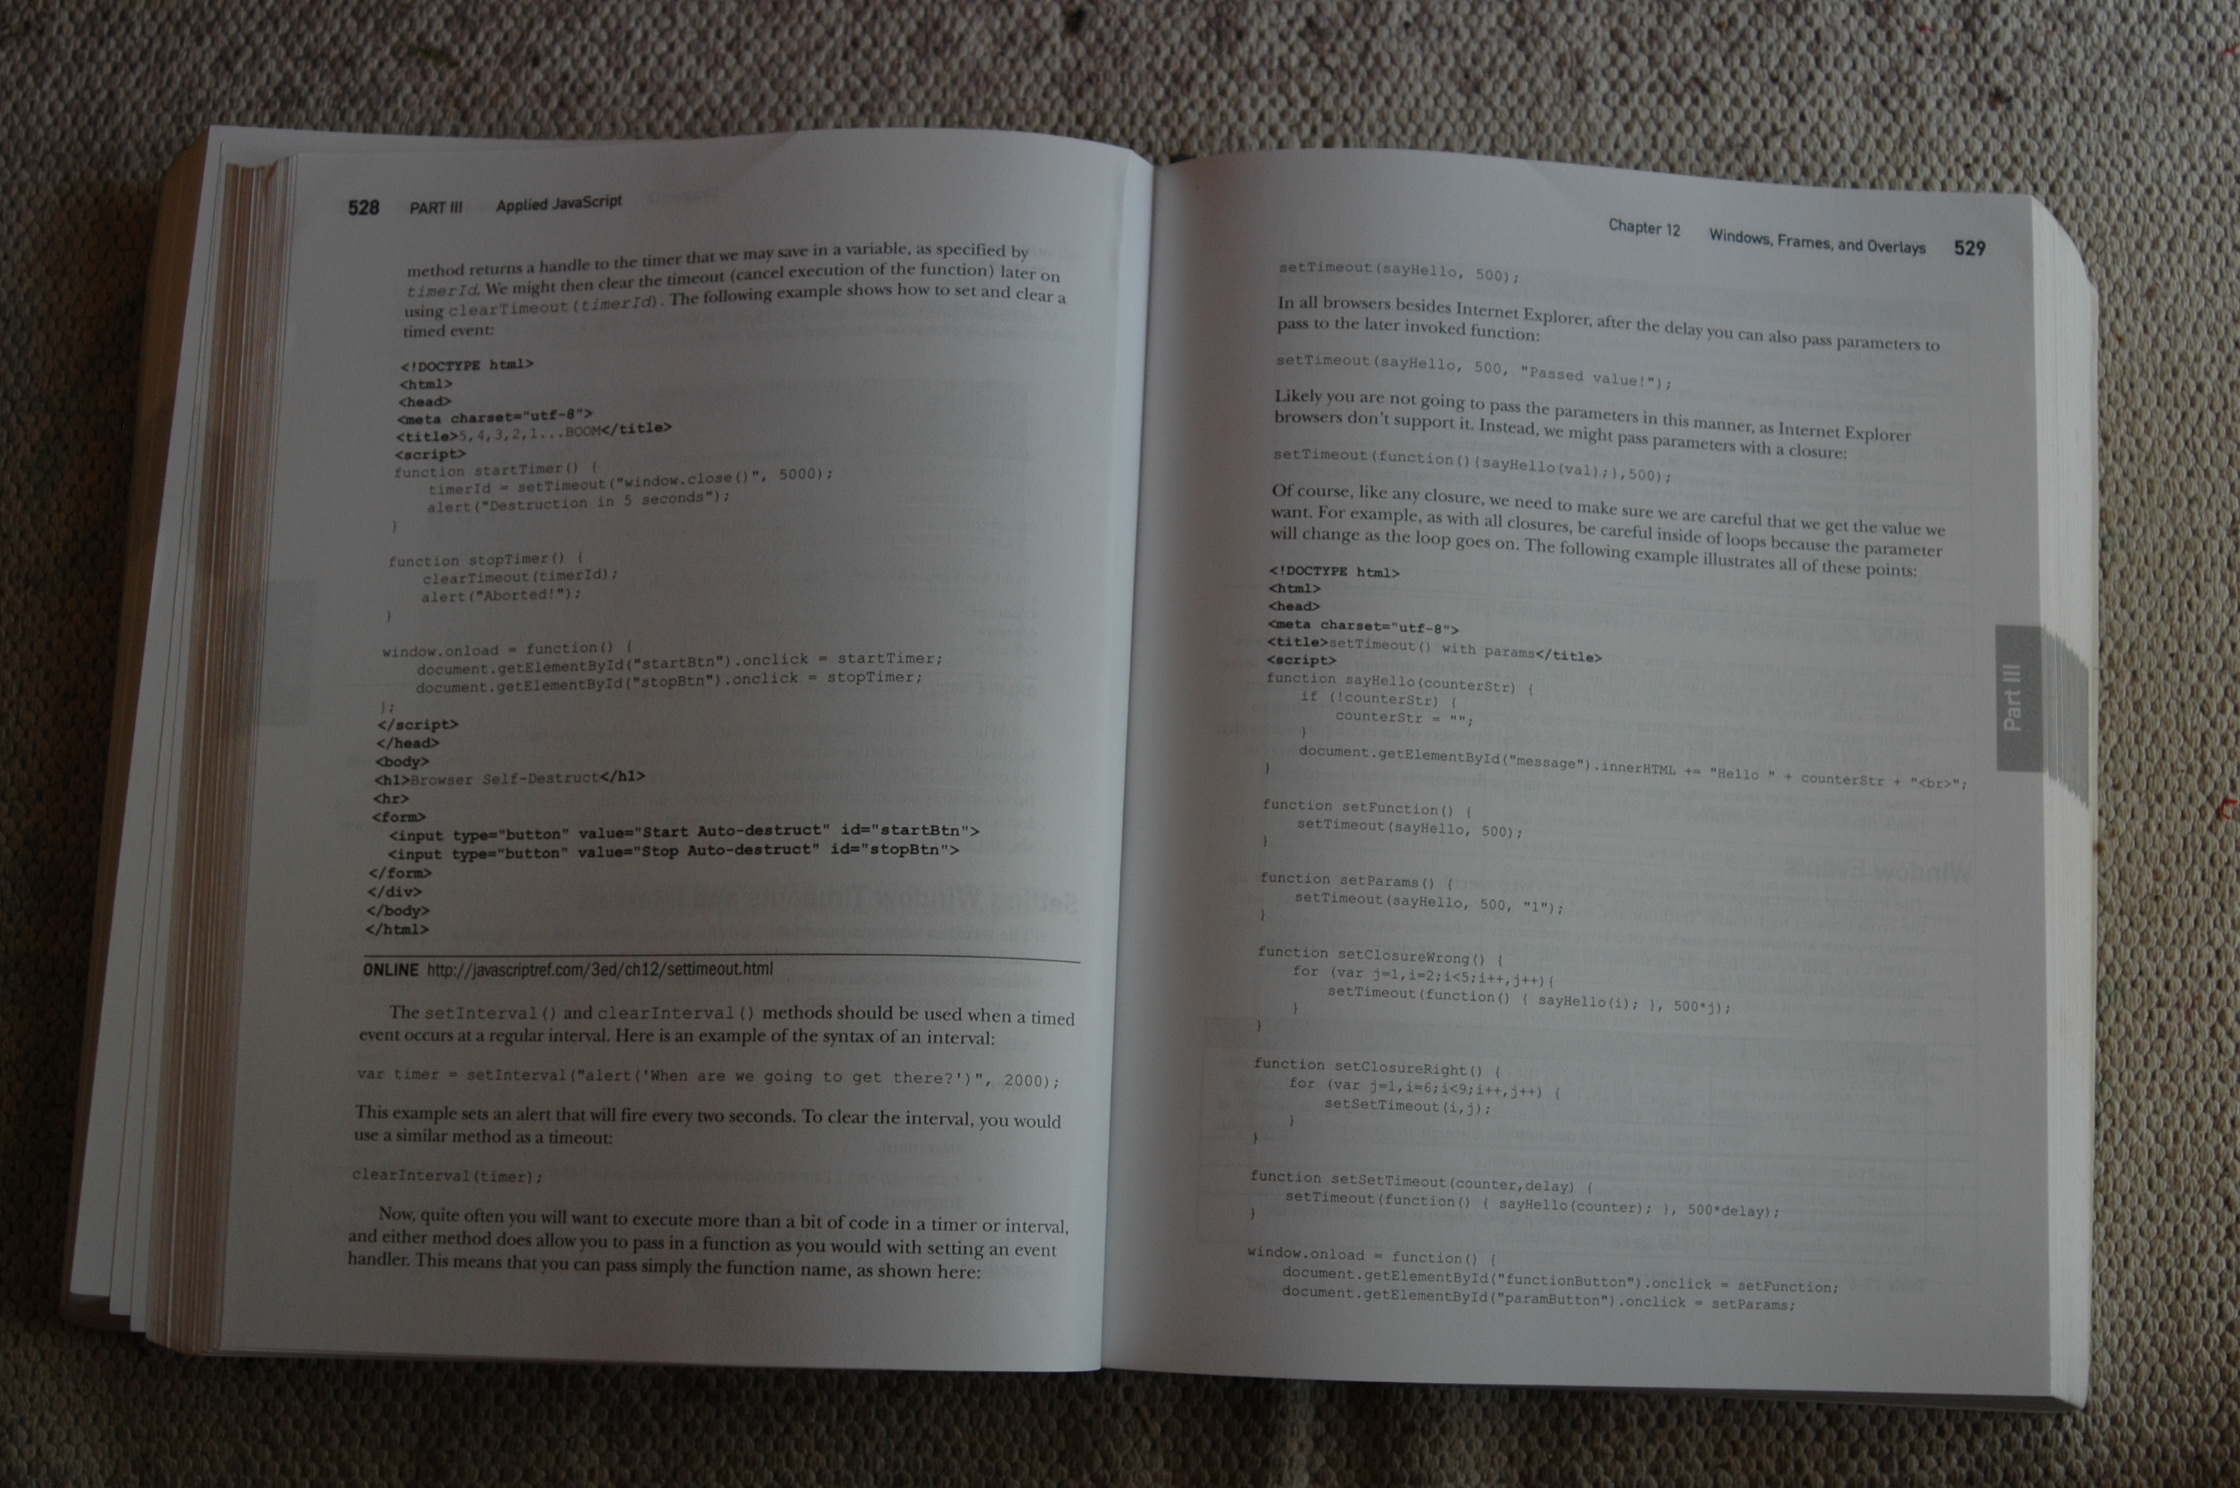 528 PART III Applied JavaScript
method returns a handle to the timer that we may save in a variable, as specified by
timerId. We might then clear the timeout (cancel execution of the function) later on
using clearTimeout(timerId). The following example shows how to set and clear a
timed event:
<!DOCTYPE html>
<html>
<head>
<meta charset="utf-8">
<title>5,4,3,2,1...BOOM</title>
<script>
function startTimer() {
timerId = setTimeout("window.close()", 5000);
alert("Destruction in 5 seconds");
}
function stopTimer() {
clearTimeout(timerId);
alert("Aborted!");
}
window.onload = function() {
document.getElementById("startBtn").onclick = startTimer;
document.getElementById("stopBtn").onclick = stopTimer;
};
</script>
</head>
<body>
<h1>Browser Self-Destruct</h1>
<hr>
<form>
<input type="button" value="Start Auto-destruct" id="startBtn">
<input type="button" value="Stop Auto-destruct" id="stopBtn">
</form>
</div>
</body>
</html>
ONLINE http://javascriptref.com/3ed/ch12/settimeout.html
The setInterval() and clearInterval() methods should be used when a timed
event occurs at a regular interval. Here is an example of the syntax of an interval:
var timer = setInterval("alert('When are we going to get there?')", 2000);
This example sets an alert that will fire every two seconds. To clear the interval, you would
use a similar method as a timeout:
clearInterval(timer);
Now, quite often you will want to execute more than a bit of code in a timer or interval,
and either method does allow you to pass in a function as you would with setting an event
handler. This means that you can pass simply the function name, as shown here:
Chapter 12 Windows, Frames, and Overlays 529
setTimeout(sayHello, 500);
In all browsers besides Internet Explorer, after the delay you can also pass parameters to
pass to the later invoked function:
setTimeout(sayHello, 500, "Passed value!");
Likely you are not going to pass the parameters in this manner, as Internet Explorer
browsers don't support it. Instead, we might pass parameters with a closure:
setTimeout(function(){sayHello(val);},500);
Of course, like any closure, we need to make sure we are careful that we get the value we
want. For example, as with all closures, be careful inside of loops because the parameter
will change as the loop goes on. The following example illustrates all of these points:
<!DOCTYPE html>
<html>
<head>
<meta charset="utf-8">
<title>setTimeout() with params</title>
<script>
function sayHello(counterStr) {
if (!counterStr) {
counterStr = "";
}
document.getElementById("message").innerHTML += "Hello " + counterStr + "<br>";
}
function setFunction() {
setTimeout(sayHello, 500);
}
function setParams() {
setTimeout(sayHello, 500, "1");
}
function setClosureWrong() {
for (var j=1,i=2;i<5;i++,j++){
setTimeout(function() { sayHello(i); }, 500*j);
}
}
function setClosureRight() {
for (var j=1,i=6;i<9;i++,j++) {
setSetTimeout(i,j);
}
}
function setSetTimeout(counter,delay) {
setTimeout(function() { sayHello(counter); }, 500*delay);
}
window.onload = function() {
document.getElementById("functionButton").onclick = setFunction;
document.getElementById("paramButton").onclick = setParams;
Part III